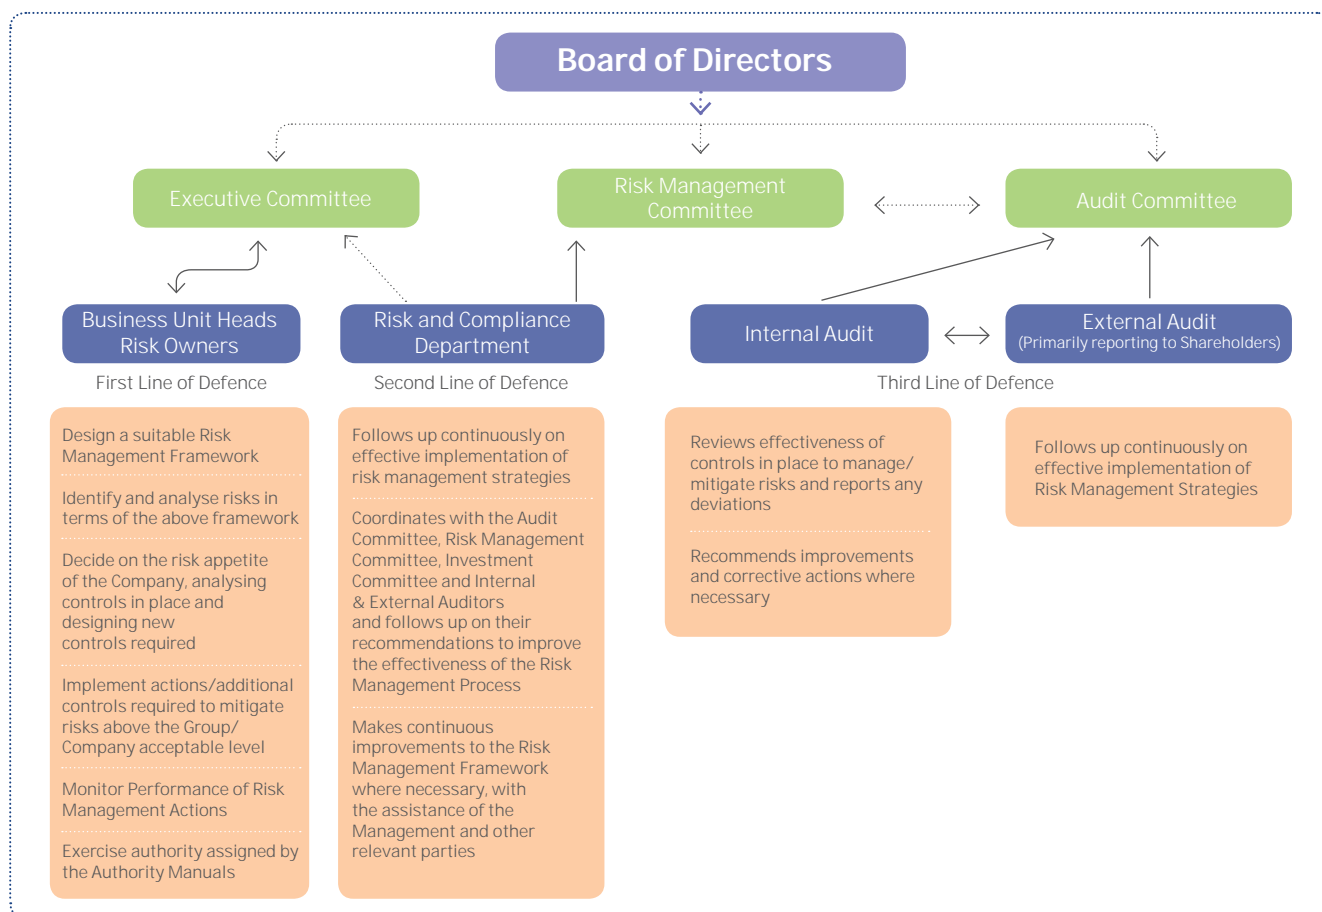 Board of Directors
Executive Committee
Risk Management
Committee
Audit Committee
Business Unit Heads
Risk Owners
Risk and Compliance
Department
Internal Audit
External Audit
(Primarily reporting to Shareholders)
First Line of Defence
Second Line of Defence
Third Line of Defence
Design a suitable Risk
Management Framework
Identify and analyse risks in
terms of the above framework
Decide on the risk appetite
of the Company, analysing
controls in place and
designing new
controls required
Implement actions/additional
controls required to mitigate
risks above the Group/
Company acceptable level
Monitor Performance of Risk
Management Actions
Exercise authority assigned by
the Authority Manuals
Follows up continuously on
effective implementation of
risk management strategies
Coordinates with the Audit
Committee, Risk Management
Committee, Investment
Committee and Internal
& External Auditors
and follows up on their
recommendations to improve
the effectiveness of the Risk
Management Process
Makes continuous
improvements to the Risk
Management Framework
where necessary, with
the assistance of the
Management and other
relevant parties
Reviews effectiveness of
controls in place to manage/
mitigate risks and reports any
deviations
Recommends improvements
and corrective actions where
necessary
Follows up continuously on
effective implementation of
Risk Management Strategies